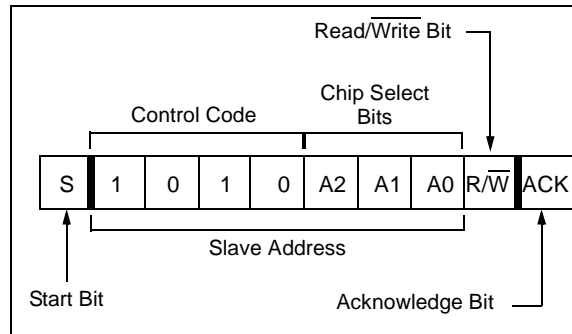 Read/Write Bit
Chip Select
Control Code Bits
S 1 0 1 0 A2 A1 A0 R/W ACK
Slave Address
Start Bit Acknowledge Bit